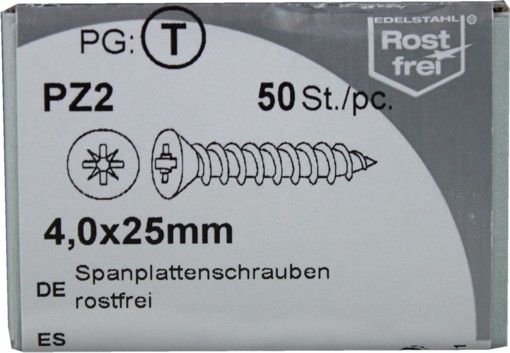 PG: T
EDELSTAHL ®
Rost
frei
PZ2
50 St./pc.
4,0x25mm
DE Spanplattenschrauben
rostfrei
ES